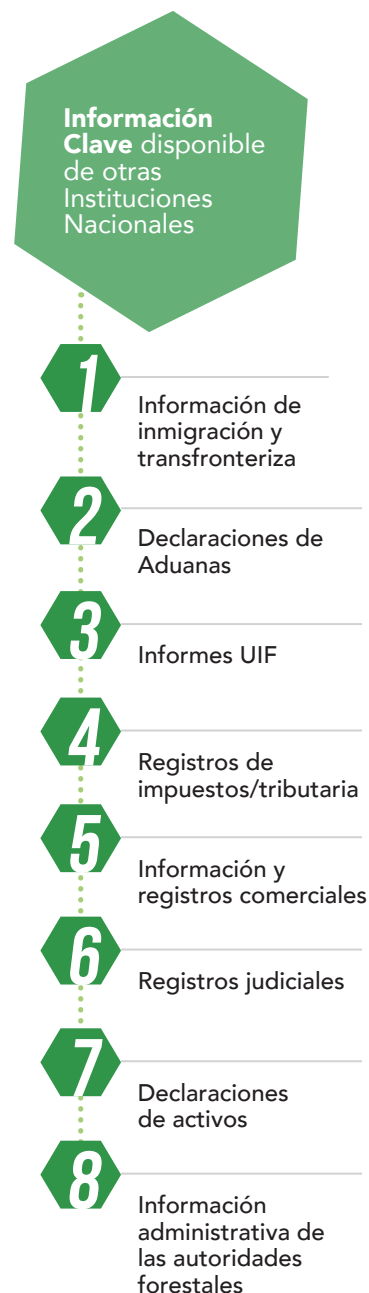 Información
Clave disponible
de otras
Instituciones
Nacionales
1
Información de
inmigración y
transfronteriza
2
Declaraciones de
Aduanas
3
Informes UIF
4
Registros de
impuestos/tributaria
5
Información y
registros comerciales
6
Registros judiciales
7
Declaraciones
de activos
8
Información
administrativa de
las autoridades
forestales